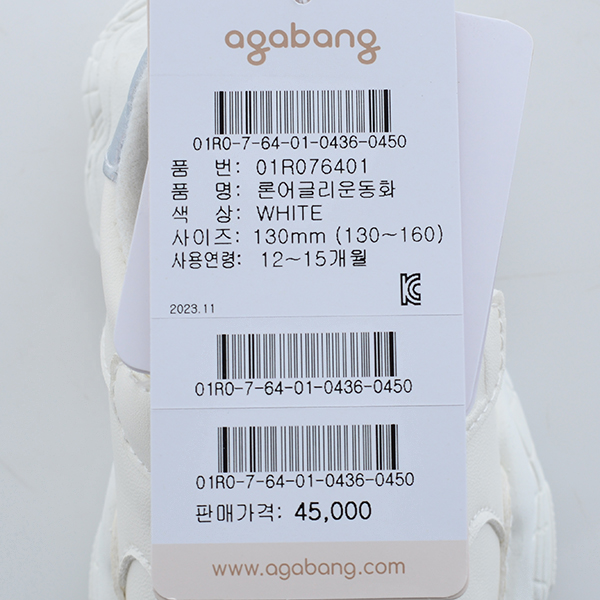 agabang
01R0-7-64-01-0436-0450
품 번: 01R076401
품 명: 론어글리운동화
색 상: WHITE
사이즈: 130mm (130~160)
사용연령: 12~15개월
2023.11
01R0-7-64-01-0436-0450
01R0-7-64-01-0436-0450
판매가격: 45,000
www.agabang.com